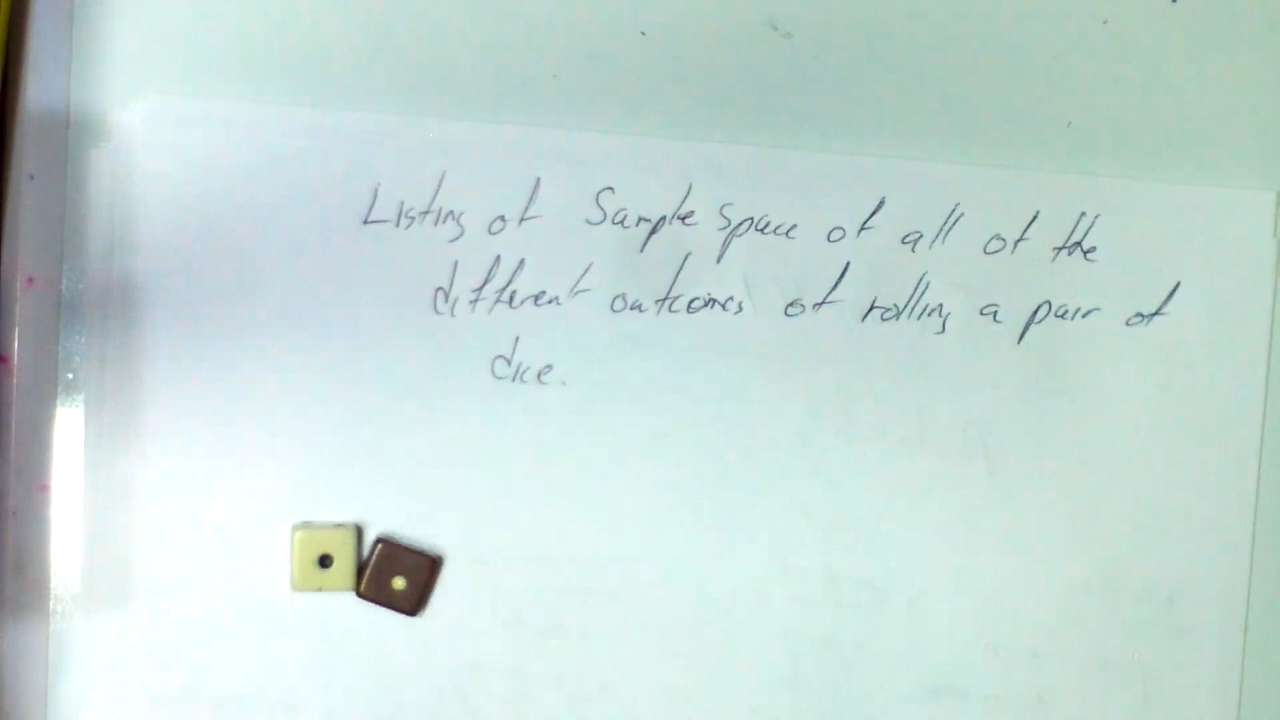 Listing of Sample space of all of the
different outcomes of rolling a pair of
dice.